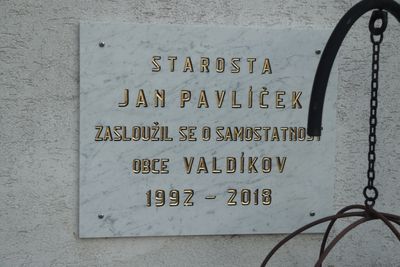 STAROSTA
JAN PAVLÍČEK
ZASLOUŽIL SE O SAMOSTATNOST
OBCE VALDÍKOV
1992 - 2018